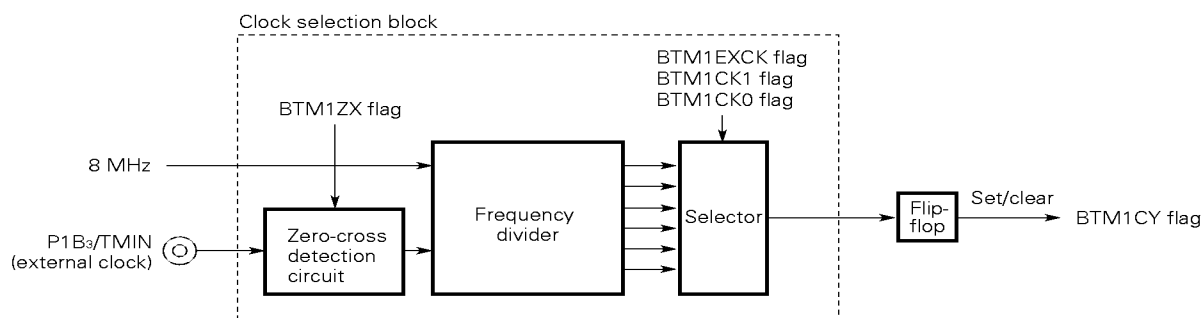 Clock selection block
BTM1EXCK flag
BTM1CK1 flag
BTM1CK0 flag
BTM1ZX flag
8 MHz
Frequency
divider
Selector
Flip-
flop
Set/clear
BTM1CY flag
P1B₃/TMIN
(external clock)
Zero-cross
detection
circuit